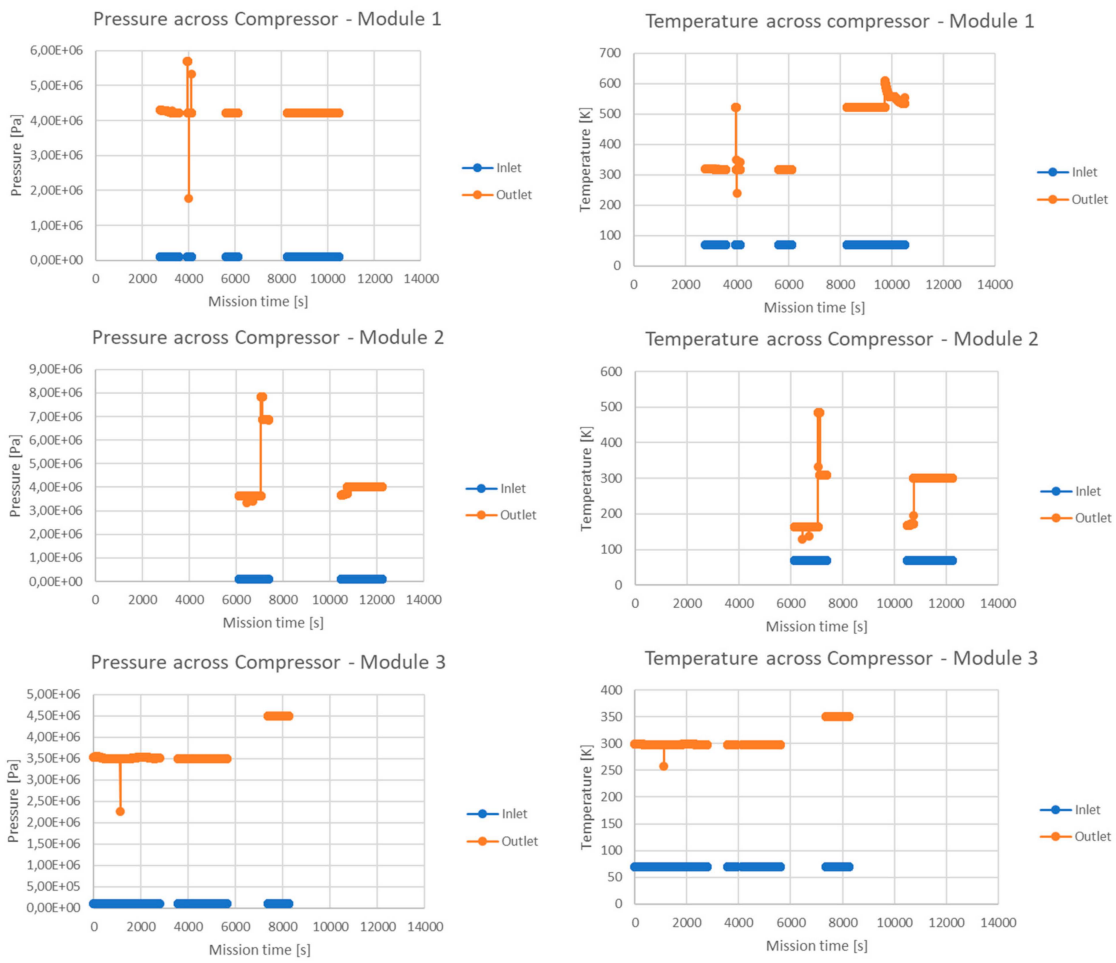 Pressure across Compressor - Module 1
6,00E+06
5,00E+06
4,00E+06
3,00E+06
2,00E+06
1,00E+06
0,00E+00
Pressure [Pa]
0 2000 4000 6000 8000 10000 12000 14000
Mission time [s]
Inlet
Outlet
Temperature across compressor - Module 1
700
600
500
400
300
200
100
0
Temperature [K]
0 2000 4000 6000 8000 10000 12000 14000
Mission time [s]
Inlet
Outlet
Pressure across Compressor - Module 2
9,00E+06
8,00E+06
7,00E+06
6,00E+06
5,00E+06
4,00E+06
3,00E+06
2,00E+06
1,00E+06
0,00E+00
Pressure [Pa]
0 2000 4000 6000 8000 10000 12000 14000
Mission time [s]
Inlet
Outlet
Temperature across Compressor - Module 2
600
500
400
300
200
100
0
Temperature [K]
0 2000 4000 6000 8000 10000 12000 14000
Mission time [s]
Inlet
Outlet
Pressure across Compressor - Module 3
5,00E+06
4,50E+06
4,00E+06
3,50E+06
3,00E+06
2,50E+06
2,00E+06
1,50E+06
1,00E+06
5,00E+05
0,00E+00
Pressure [Pa]
0 2000 4000 6000 8000 10000 12000 14000
Mission time [s]
Inlet
Outlet
Temperature across Compressor - Module 3
400
350
300
250
200
150
100
50
0
Temperature [K]
0 2000 4000 6000 8000 10000 12000 14000
Mission time [s]
Inlet
Outlet